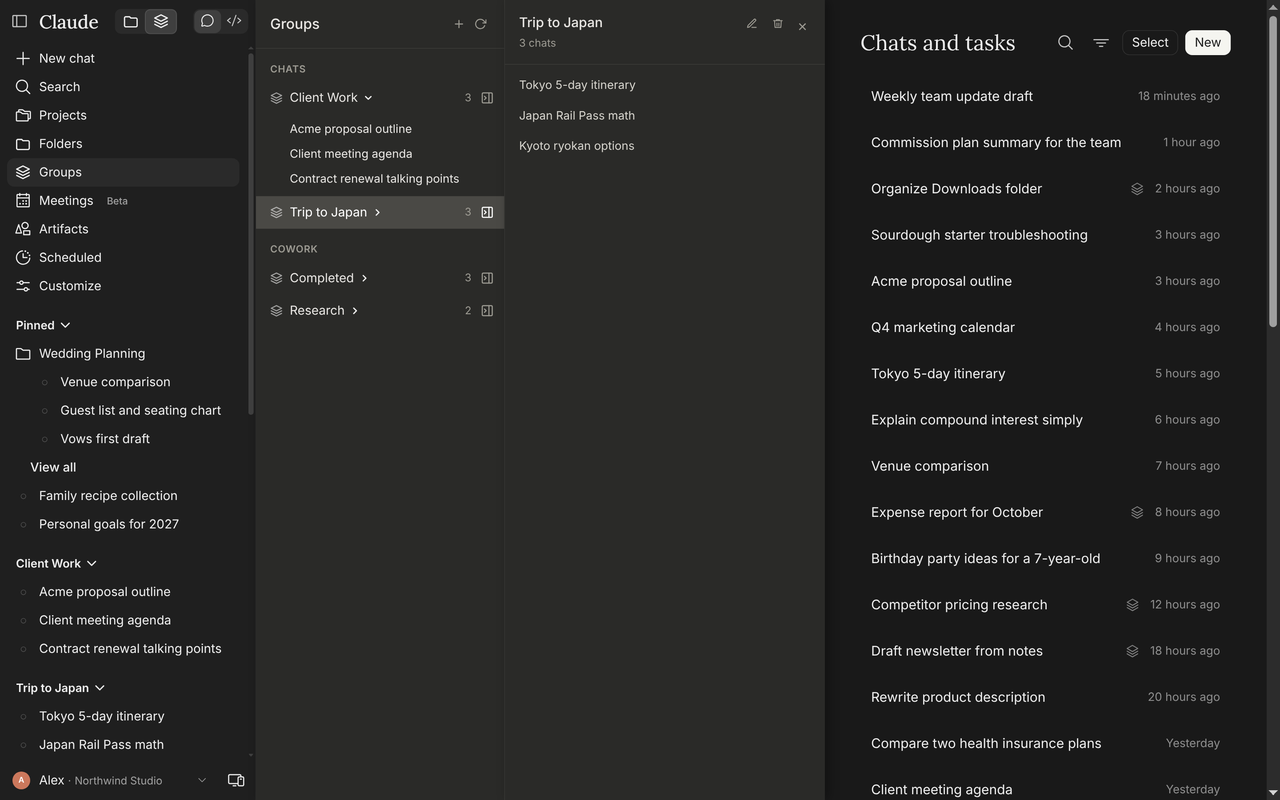 Claude
New chat
Search
Projects
Folders
Groups
Meetings Beta
Artifacts
Scheduled
Customize
Pinned
Wedding Planning
Venue comparison
Guest list and seating chart
Vows first draft
View all
Family recipe collection
Personal goals for 2027
Client Work
Acme proposal outline
Client meeting agenda
Contract renewal talking points
Trip to Japan
Tokyo 5-day itinerary
Japan Rail Pass math
A Alex · Northwind Studio
Groups
CHATS
Client Work 3
Acme proposal outline
Client meeting agenda
Contract renewal talking points
Trip to Japan 3
COWORK
Completed 3
Research 2
Trip to Japan
3 chats
Tokyo 5-day itinerary
Japan Rail Pass math
Kyoto ryokan options
Chats and tasks Select New
Weekly team update draft 18 minutes ago
Commission plan summary for the team 1 hour ago
Organize Downloads folder 2 hours ago
Sourdough starter troubleshooting 3 hours ago
Acme proposal outline 3 hours ago
Q4 marketing calendar 4 hours ago
Tokyo 5-day itinerary 5 hours ago
Explain compound interest simply 6 hours ago
Venue comparison 7 hours ago
Expense report for October 8 hours ago
Birthday party ideas for a 7-year-old 9 hours ago
Competitor pricing research 12 hours ago
Draft newsletter from notes 18 hours ago
Rewrite product description 20 hours ago
Compare two health insurance plans Yesterday
Client meeting agenda Yesterday